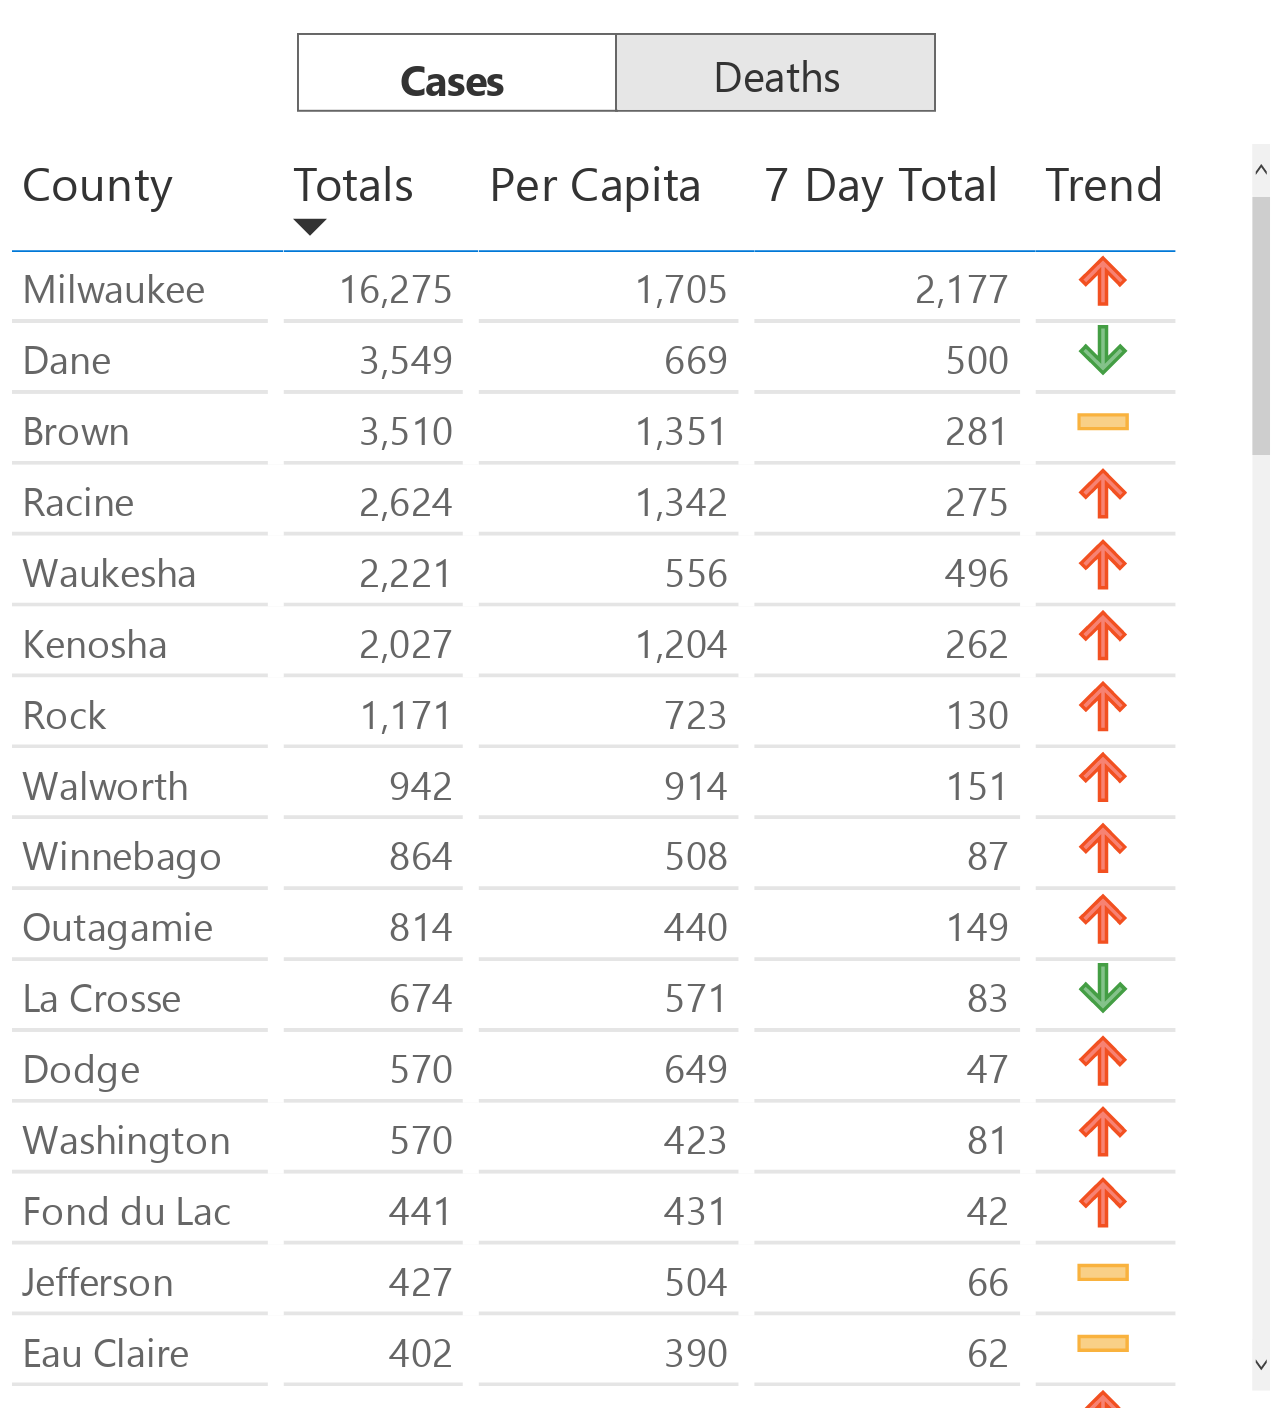 Cases Deaths
County Totals Per Capita 7 Day Total Trend
Milwaukee 16,275 1,705 2,177
Dane 3,549 669 500
Brown 3,510 1,351 281
Racine 2,624 1,342 275
Waukesha 2,221 556 496
Kenosha 2,027 1,204 262
Rock 1,171 723 130
Walworth 942 914 151
Winnebago 864 508 87
Outagamie 814 440 149
La Crosse 674 571 83
Dodge 570 649 47
Washington 570 423 81
Fond du Lac 441 431 42
Jefferson 427 504 66
Eau Claire 402 390 62